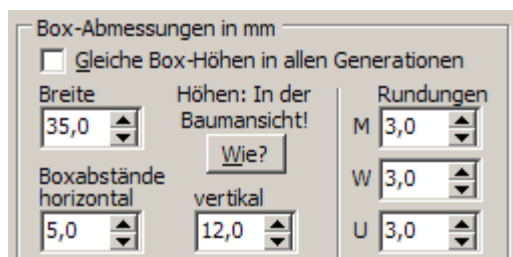 Box-Abmessungen in mm
Gleiche Box-Höhen in allen Generationen
Breite
35,0
Höhen: In der
Baumansicht!
Wie?
Boxabstände
horizontal
5,0
vertikal
12,0
Rundungen
M 3,0
W 3,0
U 3,0